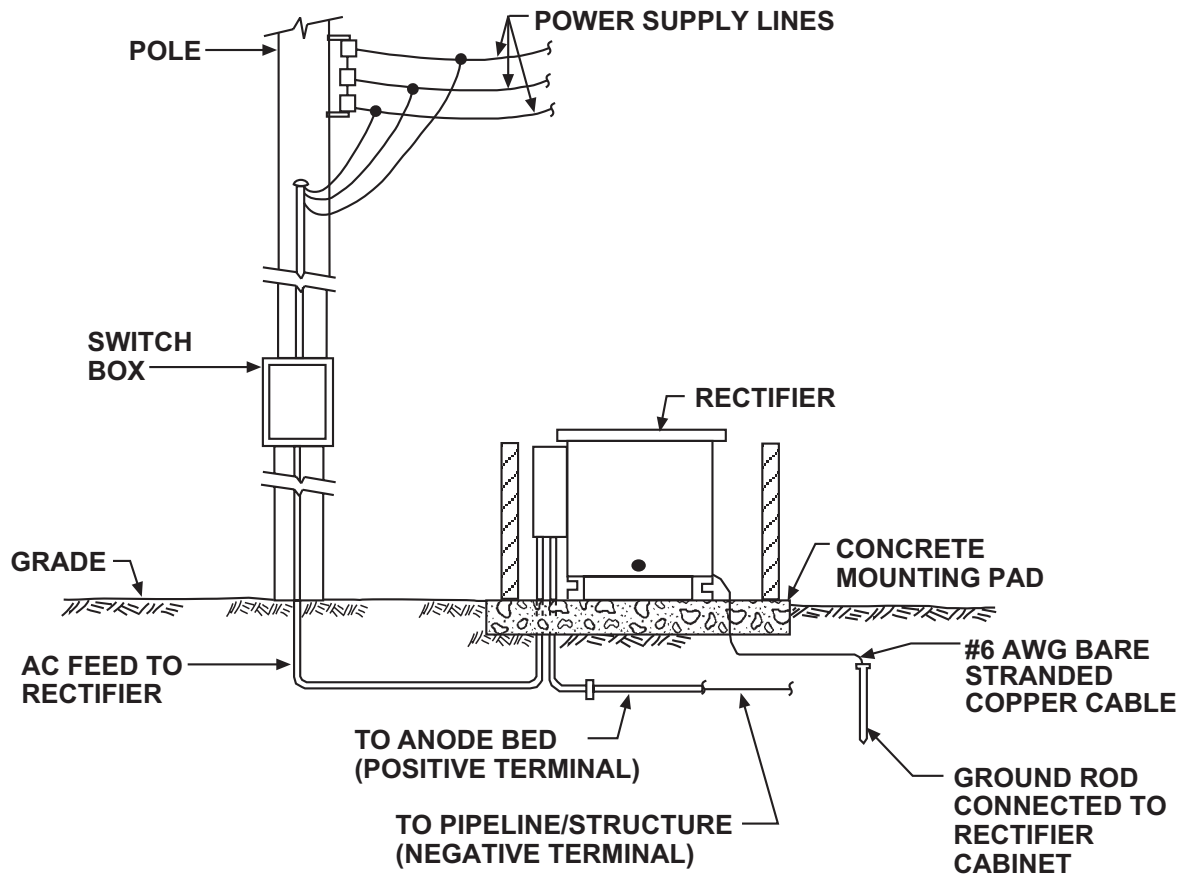 POWER SUPPLY LINES
POLE
SWITCH
BOX
RECTIFIER
GRADE
CONCRETE
MOUNTING PAD
AC FEED TO
RECTIFIER
#6 AWG BARE
STRANDED
COPPER CABLE
TO ANODE BED
(POSITIVE TERMINAL)
TO PIPELINE/STRUCTURE
(NEGATIVE TERMINAL)
GROUND ROD
CONNECTED TO
RECTIFIER
CABINET